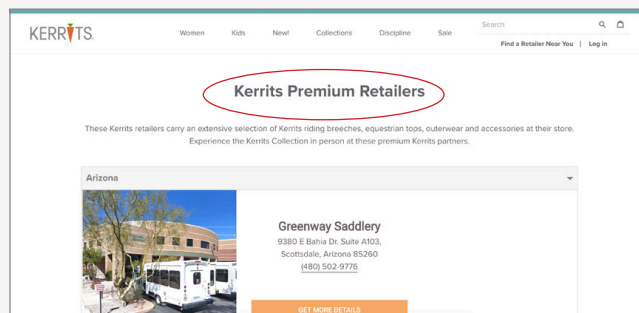 KERRITS
Women Kids New! Collections Discipline Sale
Search
Find a Retailer Near You | Log in
Kerrits Premium Retailers
These Kerrits retailers carry an extensive selection of Kerrits riding breeches, equestrian tops, outerwear and accessories at their store.
Experience the Kerrits Collection in person at these premium Kerrits partners.
Arizona
Greenway Saddlery
9380 E Bahia Dr. Suite A103,
Scottsdale, Arizona 85260
(480) 502-9776
GET MORE DETAILS